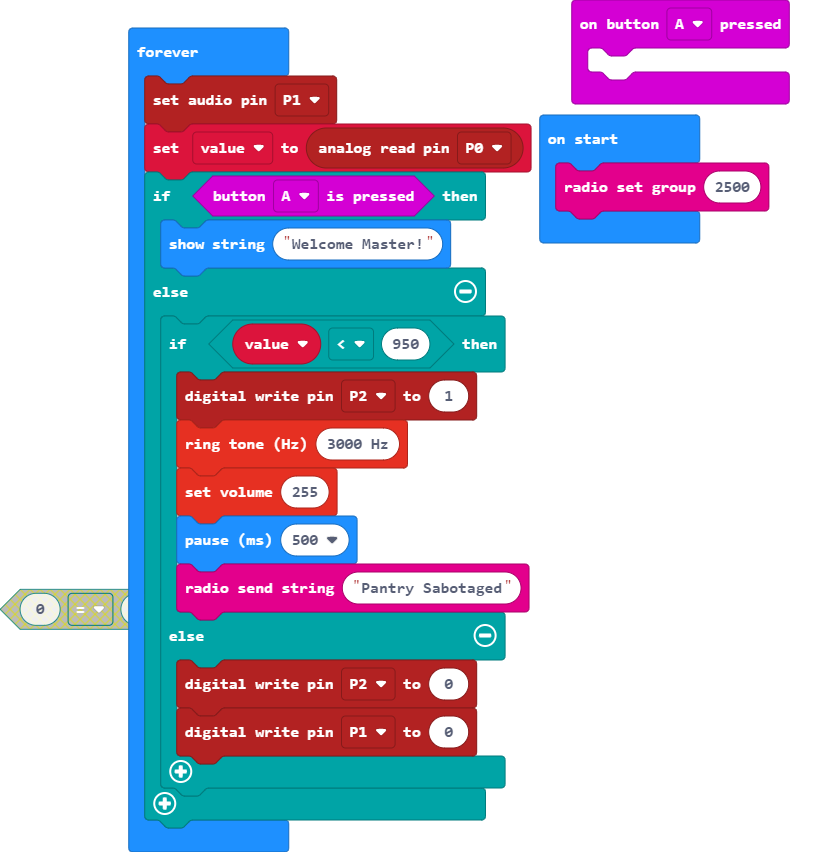 forever
set audio pin P1
set value to analog read pin P0
if button A is pressed then
show string "Welcome Master!"
else
if value < 950 then
digital write pin P2 to 1
ring tone (Hz) 3000 Hz
set volume 255
pause (ms) 500
radio send string "Pantry Sabotaged"
else
digital write pin P2 to 0
digital write pin P1 to 0
0 =
on button A pressed
on start
radio set group 2500